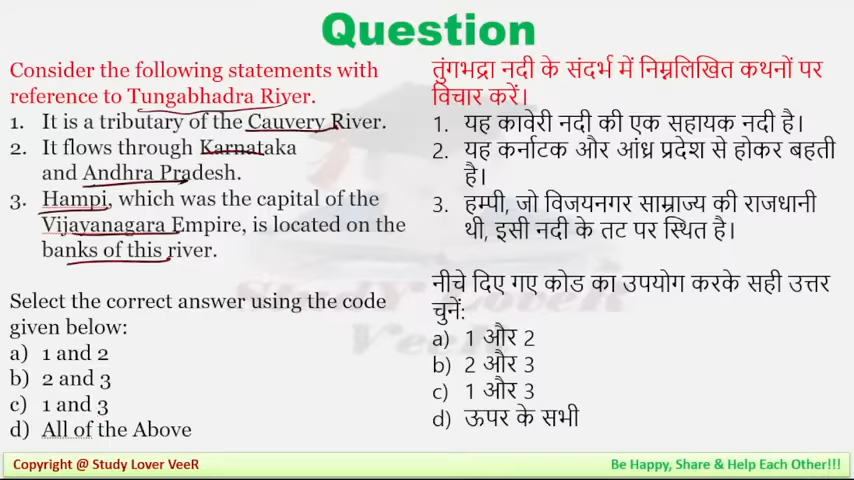 Question
Consider the following statements with
reference to Tungabhadra River.
1. It is a tributary of the Cauvery River.
2. It flows through Karnataka
and Andhra Pradesh.
3. Hampi, which was the capital of the
Vijayanagara Empire, is located on the
banks of this river.
Select the correct answer using the code
given below:
a) 1 and 2
b) 2 and 3
c) 1 and 3
d) All of the Above
तुंगभद्रा नदी के संदर्भ में निम्नलिखित कथनों पर
विचार करें।
1. यह कावेरी नदी की एक सहायक नदी है।
2. यह कर्नाटक और आंध्र प्रदेश से होकर बहती
है।
3. हम्पी, जो विजयनगर साम्राज्य की राजधानी
थी, इसी नदी के तट पर स्थित है।
नीचे दिए गए कोड का उपयोग करके सही उत्तर
चुनें:
a) 1 और 2
b) 2 और 3
c) 1 और 3
d) ऊपर के सभी
StudY LoveR
VeeR
Copyright @ Study Lover VeeR
Be Happy, Share & Help Each Other!!!